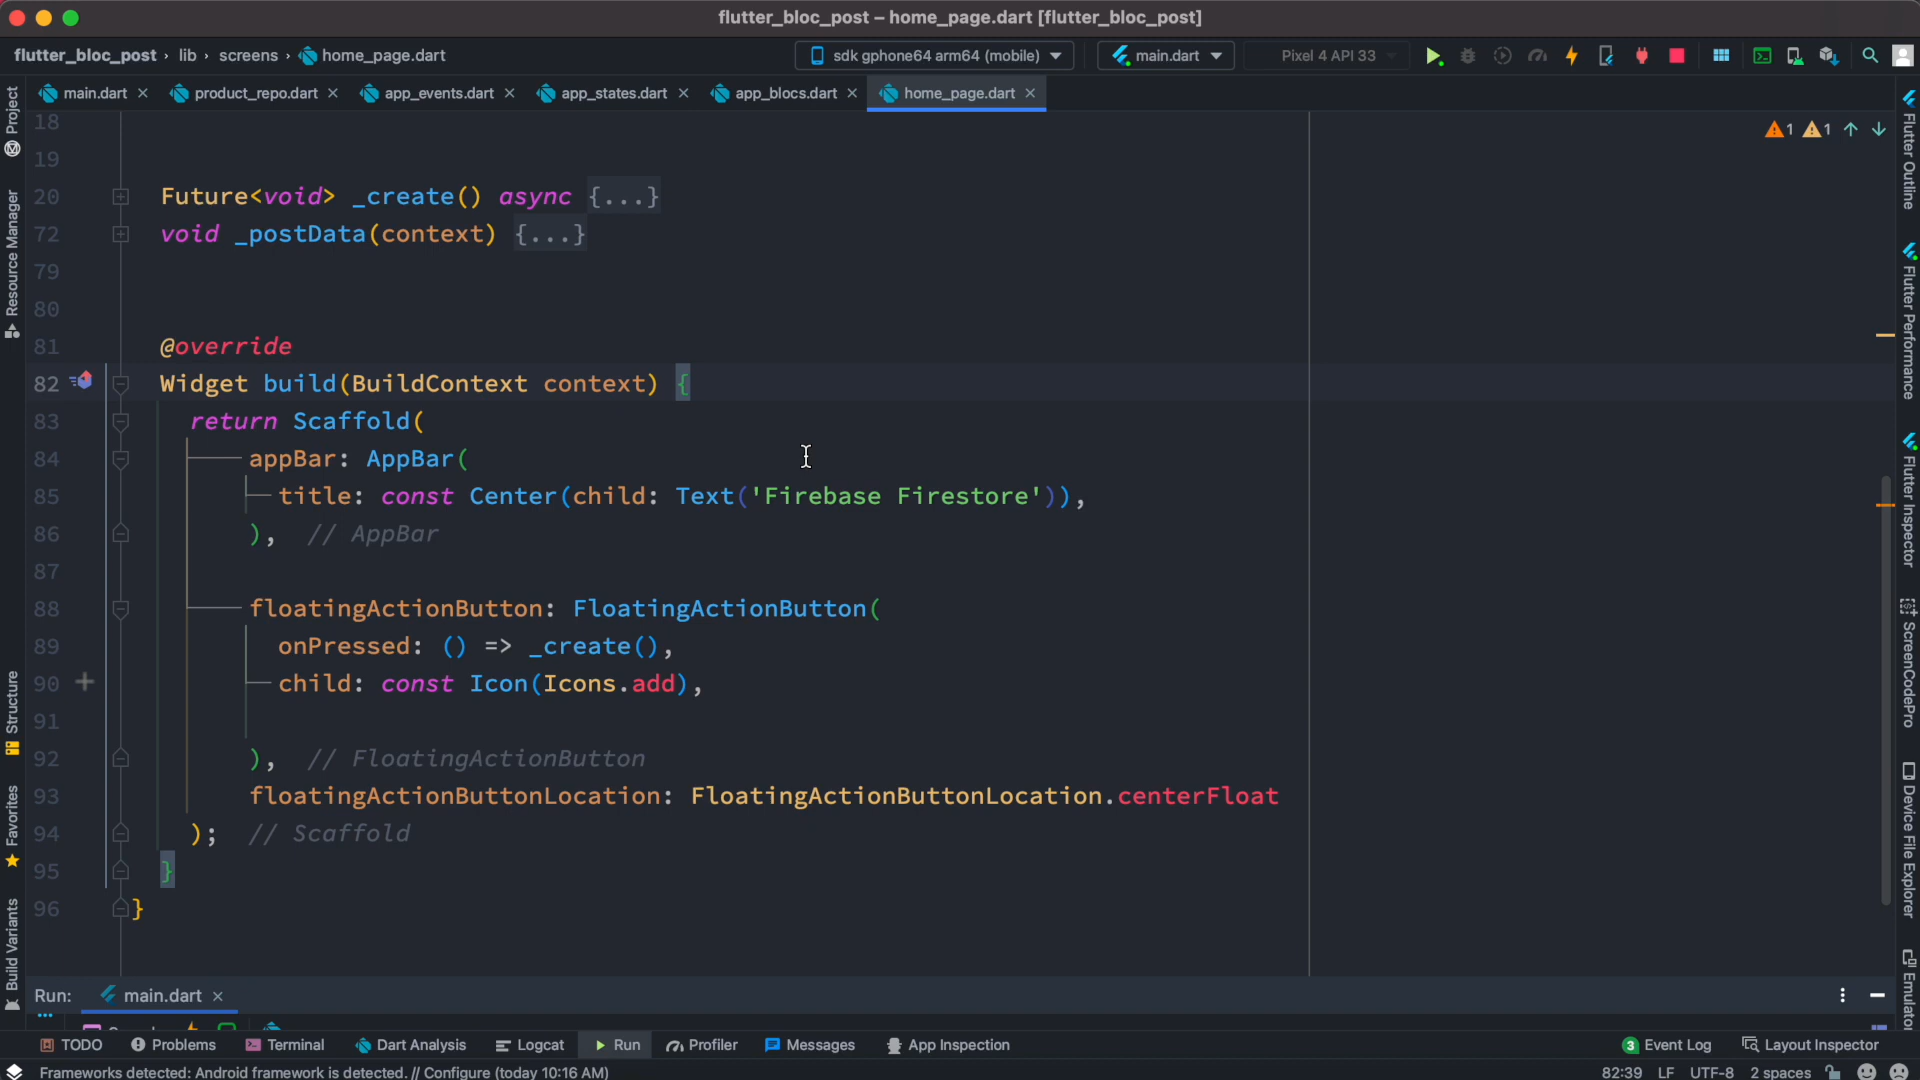 flutter_bloc_post – home_page.dart [flutter_bloc_post]
flutter_bloc_post › lib › screens › home_page.dart
sdk gphone64 arm64 (mobile)
main.dart
Pixel 4 API 33
main.dart
product_repo.dart
app_events.dart
app_states.dart
app_blocs.dart
home_page.dart
Project
Resource Manager
Structure
Favorites
Build Variants
1 1
18
19
20 Future<void> _create() async {...}
72 void _postData(context) {...}
79
80
81 @override
82 Widget build(BuildContext context) {
83 return Scaffold(
84 appBar: AppBar(
85 title: const Center(child: Text('Firebase Firestore')),
86 ), // AppBar
87
88 floatingActionButton: FloatingActionButton(
89 onPressed: () => _create(),
90 child: const Icon(Icons.add),
91
92 ), // FloatingActionButton
93 floatingActionButtonLocation: FloatingActionButtonLocation.centerFloat
94 ); // Scaffold
95 }
96 }
Flutter Outline
Flutter Performance
Flutter Inspector
ScreenCodePro
Device File Explorer
Emulator
Run: main.dart
TODO Problems Terminal Dart Analysis Logcat Run Profiler Messages App Inspection
3 Event Log Layout Inspector
Frameworks detected: Android framework is detected. // Configure (today 10:16 AM)
82:39 LF UTF-8 2 spaces